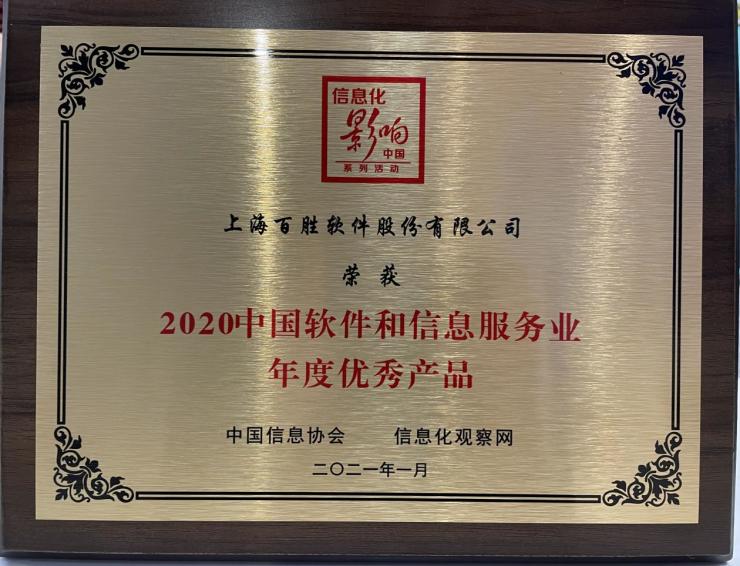 信息化
影响
中国
系列活动
上海百胜软件股份有限公司
荣获
2020中国软件和信息服务业
年度优秀产品
中国信息协会 信息化观察网
二〇二一年一月